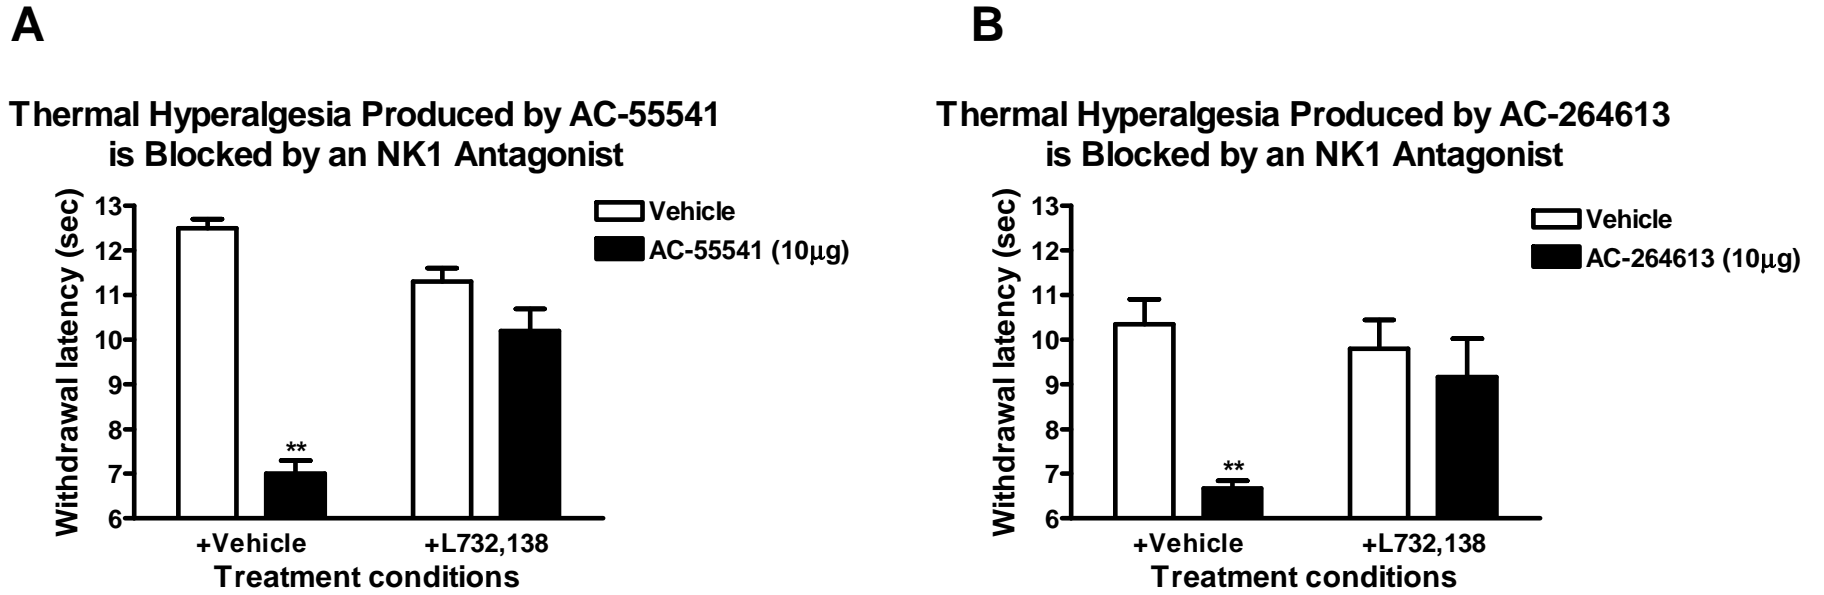 A
Thermal Hyperalgesia Produced by AC-55541
is Blocked by an NK1 Antagonist
Withdrawal latency (sec)
13
12
11
10
9
8
7
6
**
Vehicle
AC-55541 (10μg)
+Vehicle
+L732,138
Treatment conditions
B
Thermal Hyperalgesia Produced by AC-264613
is Blocked by an NK1 Antagonist
Withdrawal latency (sec)
13
12
11
10
9
8
7
6
**
Vehicle
AC-264613 (10μg)
+Vehicle
+L732,138
Treatment conditions